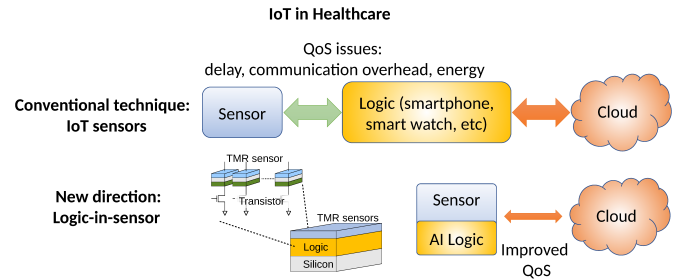 IoT in Healthcare
QoS issues:
delay, communication overhead, energy
Conventional technique:
IoT sensors
Sensor
Logic (smartphone,
smart watch, etc)
Cloud
New direction:
Logic-in-sensor
TMR sensor
Transistor
TMR sensors
Logic
Silicon
Sensor
AI Logic
Improved
QoS
Cloud